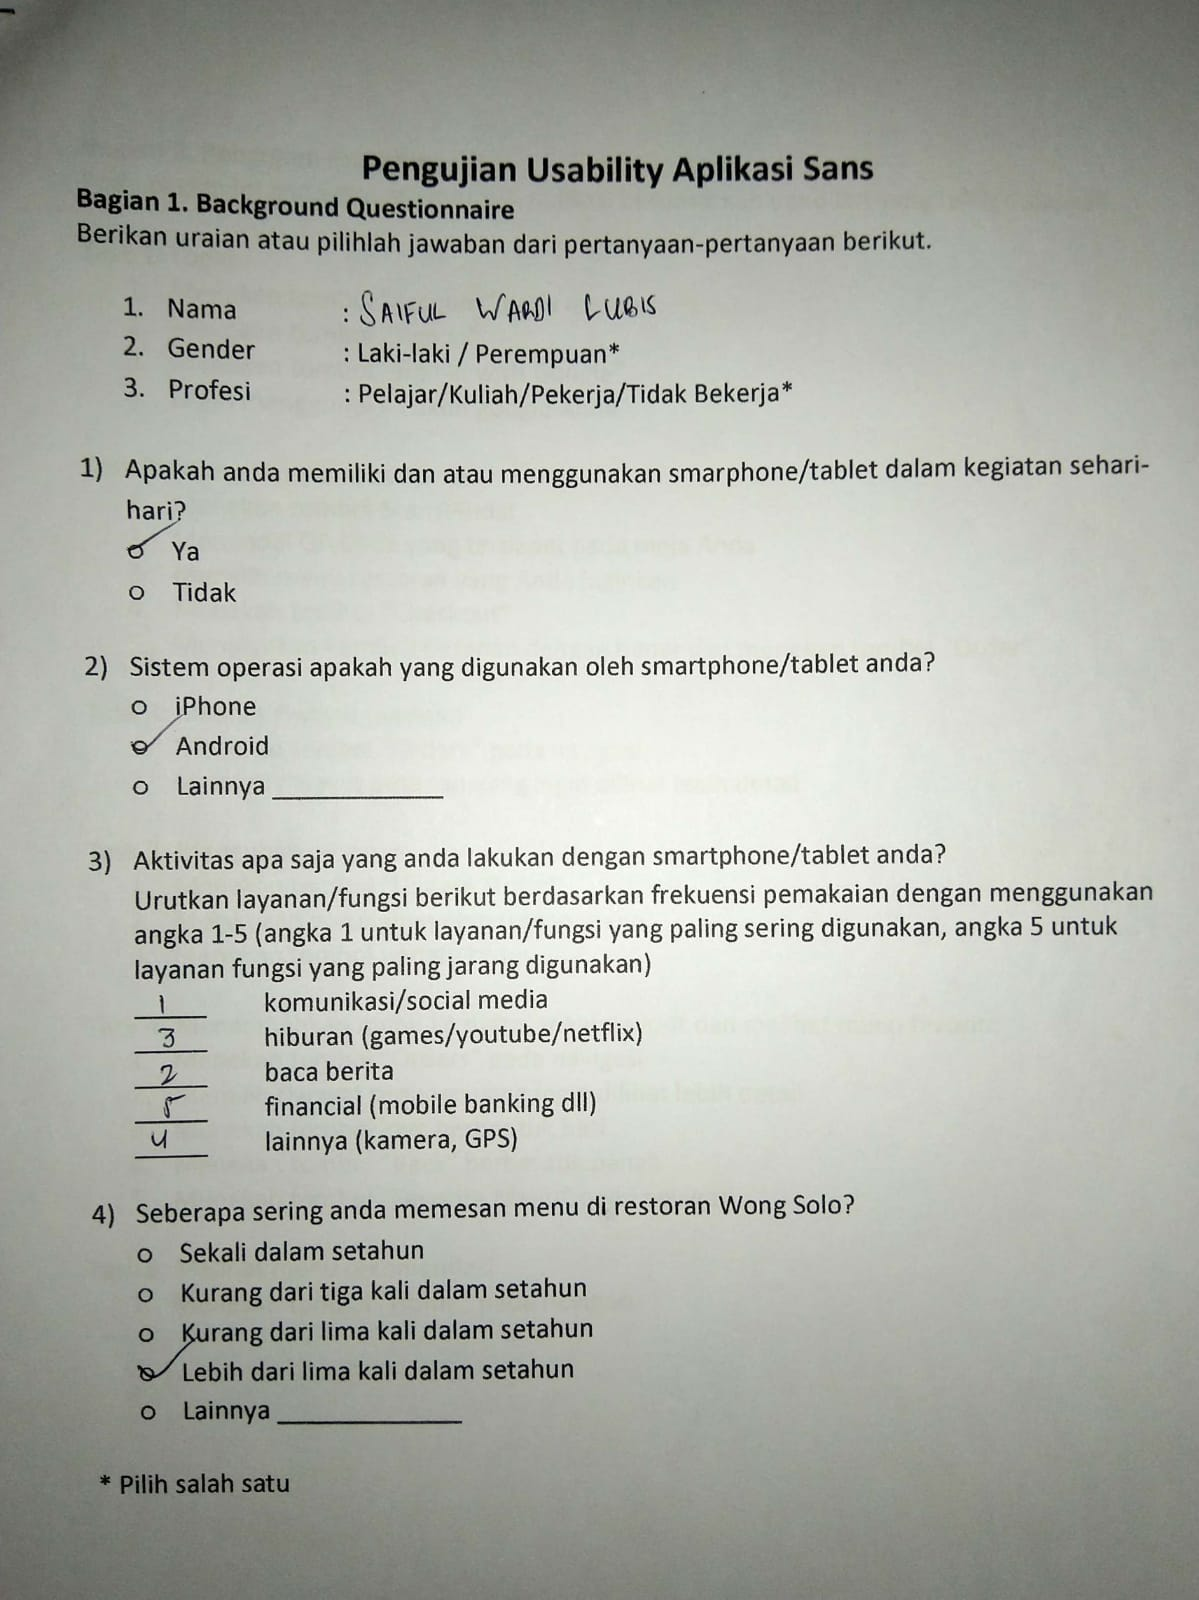 Pengujian Usability Aplikasi Sans
Bagian 1. Background Questionnaire
Berikan uraian atau pilihlah jawaban dari pertanyaan-pertanyaan berikut.
1. Nama : SAIFUL WARDI LUBIS
2. Gender : Laki-laki / Perempuan*
3. Profesi : Pelajar/Kuliah/Pekerja/Tidak Bekerja*
1) Apakah anda memiliki dan atau menggunakan smarphone/tablet dalam kegiatan sehari-
hari?
o Ya
o Tidak
2) Sistem operasi apakah yang digunakan oleh smartphone/tablet anda?
o iPhone
o Android
o Lainnya
3) Aktivitas apa saja yang anda lakukan dengan smartphone/tablet anda?
Urutkan layanan/fungsi berikut berdasarkan frekuensi pemakaian dengan menggunakan
angka 1-5 (angka 1 untuk layanan/fungsi yang paling sering digunakan, angka 5 untuk
layanan fungsi yang paling jarang digunakan)
1 komunikasi/social media
3 hiburan (games/youtube/netflix)
2 baca berita
5 financial (mobile banking dll)
4 lainnya (kamera, GPS)
4) Seberapa sering anda memesan menu di restoran Wong Solo?
o Sekali dalam setahun
o Kurang dari tiga kali dalam setahun
o Kurang dari lima kali dalam setahun
o Lebih dari lima kali dalam setahun
o Lainnya
* Pilih salah satu